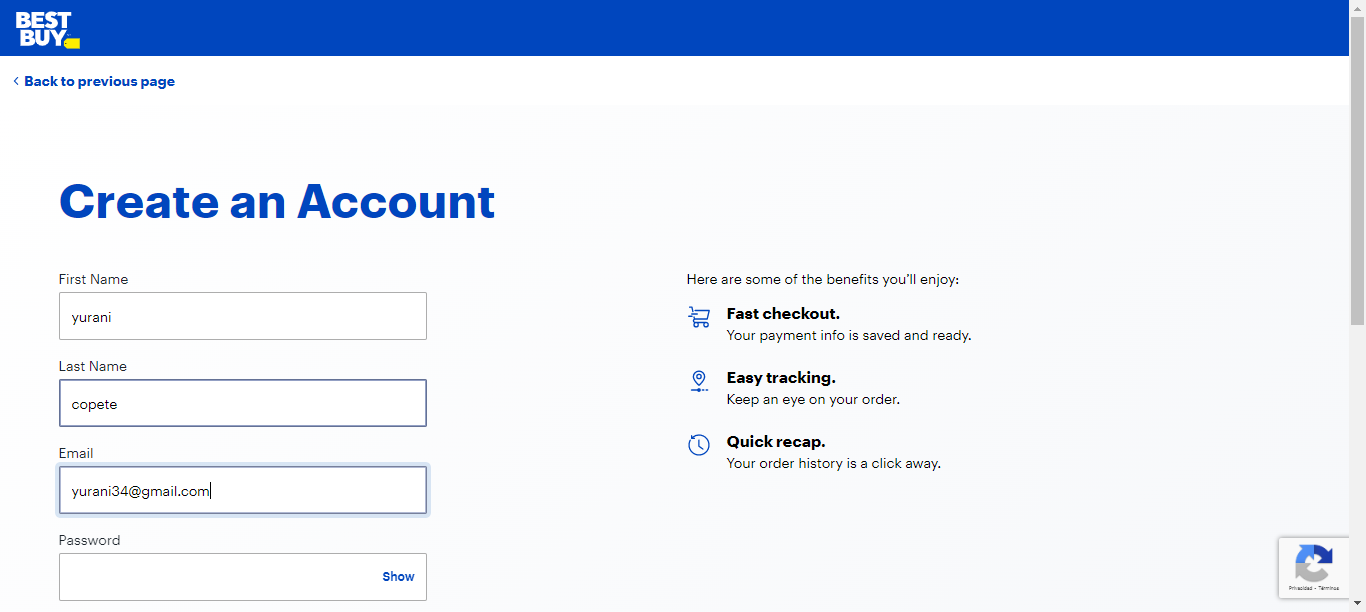 BEST
BUY
Back to previous page
Create an Account
First Name
yurani
Last Name
copete
Email
yurani34@gmail.com
Password
Show
Here are some of the benefits you'll enjoy:
Fast checkout.
Your payment info is saved and ready.
Easy tracking.
Keep an eye on your order.
Quick recap.
Your order history is a click away.
Privacidad - Términos